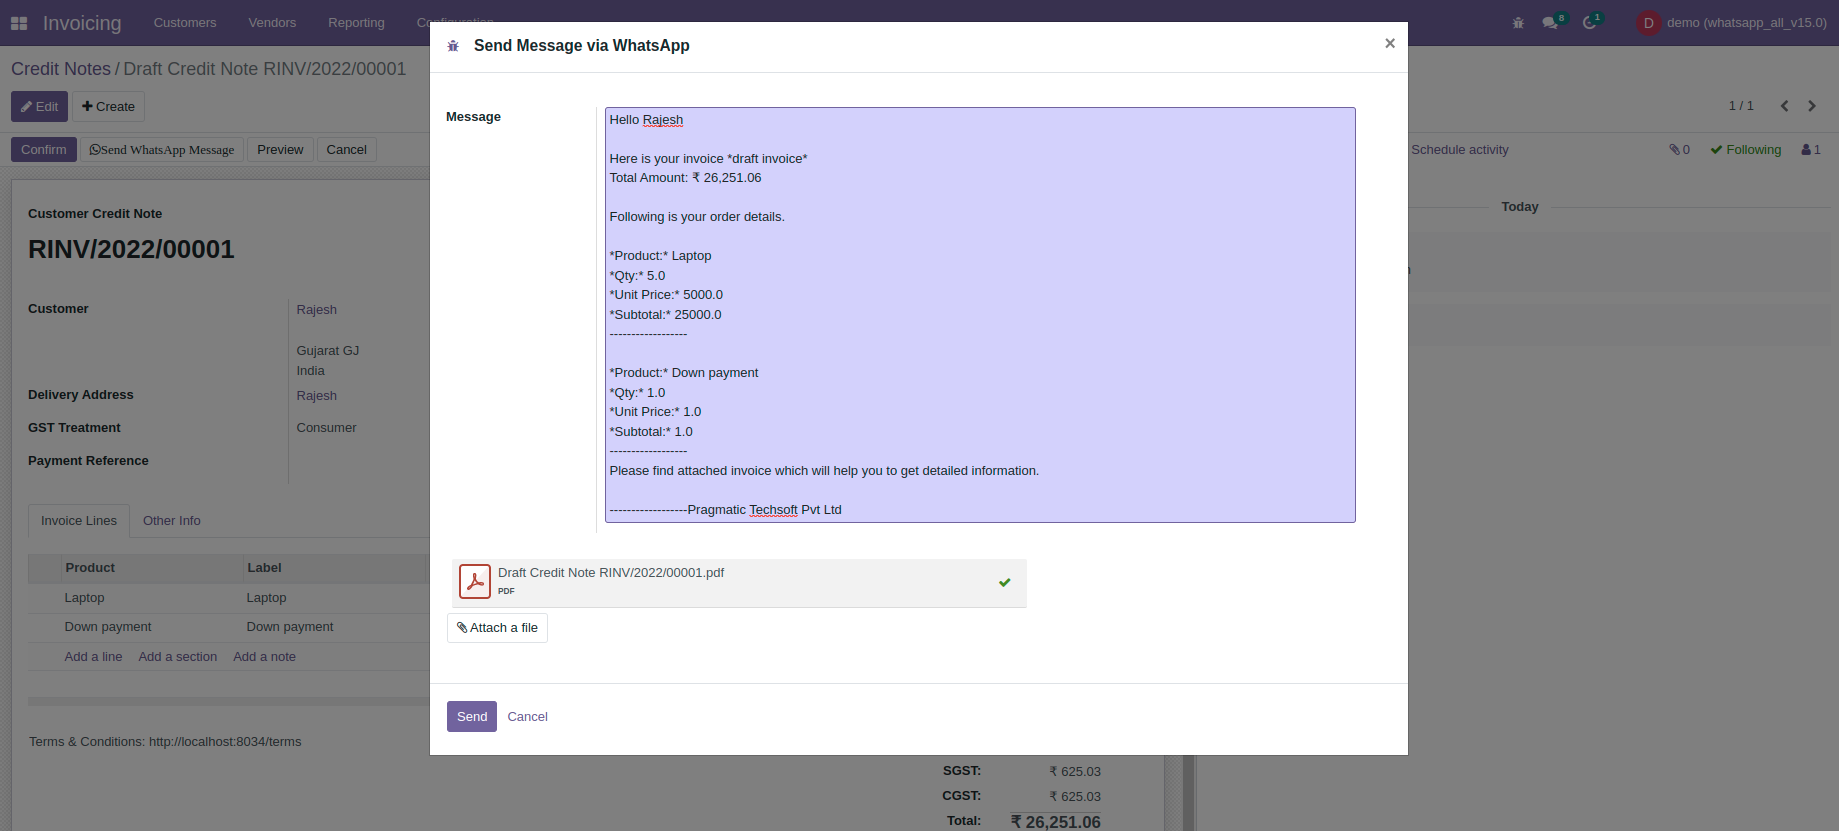 Invoicing
Customers
Vendors
Reporting
8
1
D
demo (whatsapp_all_v15.0)
Credit Notes / Draft Credit Note RINV/2022/00001
Edit
Create
1 / 1
Confirm
Send WhatsApp Message
Preview
Cancel
Schedule activity
0
Following
1
Customer Credit Note
RINV/2022/00001
Customer
Rajesh
Gujarat GJ
India
Delivery Address
Rajesh
GST Treatment
Consumer
Payment Reference
Invoice Lines
Other Info
Product
Label
Laptop
Laptop
Down payment
Down payment
Add a line
Add a section
Add a note
Terms & Conditions: http://localhost:8034/terms
Today
Send Message via WhatsApp
×
Message
Hello Rajesh
Here is your invoice *draft invoice*
Total Amount: ₹ 26,251.06
Following is your order details.
*Product:* Laptop
*Qty:* 5.0
*Unit Price:* 5000.0
*Subtotal:* 25000.0
------------------
*Product:* Down payment
*Qty:* 1.0
*Unit Price:* 1.0
*Subtotal:* 1.0
------------------
Please find attached invoice which will help you to get detailed information.
------------------Pragmatic Techsoft Pvt Ltd
Draft Credit Note RINV/2022/00001.pdf
PDF
Attach a file
Send
Cancel
SGST:
₹ 625.03
CGST:
₹ 625.03
Total:
₹ 26,251.06